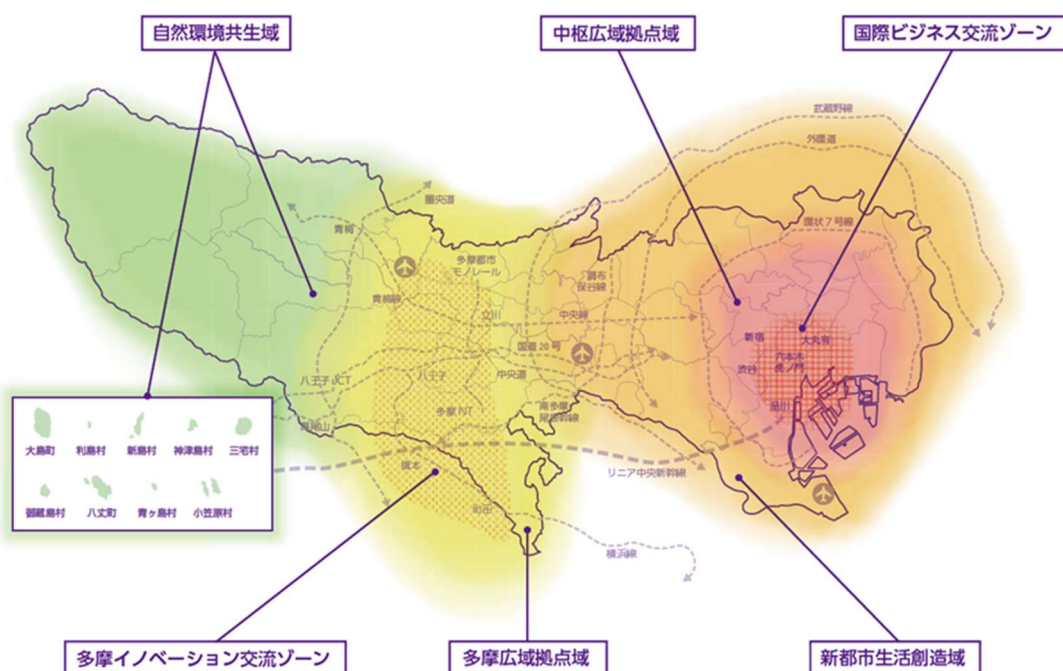 自然環境共生域
中枢広域拠点域
国際ビジネス交流ゾーン
武蔵野線
外環道
環状7号線
圏央道
青梅
多摩都市
モノレール
調布
保谷線
青梅線
立川
中央線
新宿
大丸有
国道20号
六本木
虎ノ門
渋谷
八王子JCT
八王子
中央道
品川
多摩NT
南多摩
尾根幹線
高尾山
大島町
利島村
新島村
神津島村
三宅村
橋本
リニア中央新幹線
御蔵島村
八丈町
青ヶ島村
小笠原村
町田
横浜線
多摩イノベーション交流ゾーン
多摩広域拠点域
新都市生活創造域